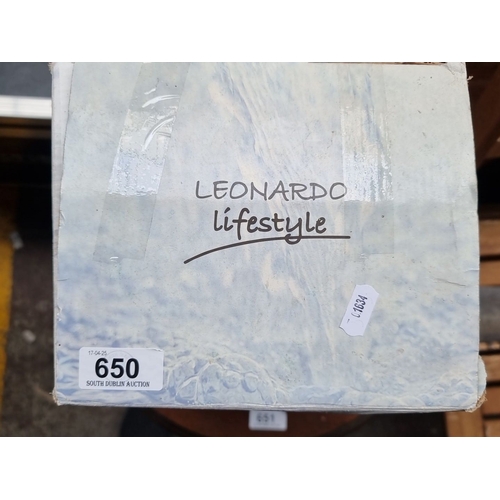 LEONARDO
lifestyle
17.04.25
650
SOUTH DUBLIN AUCTION
651